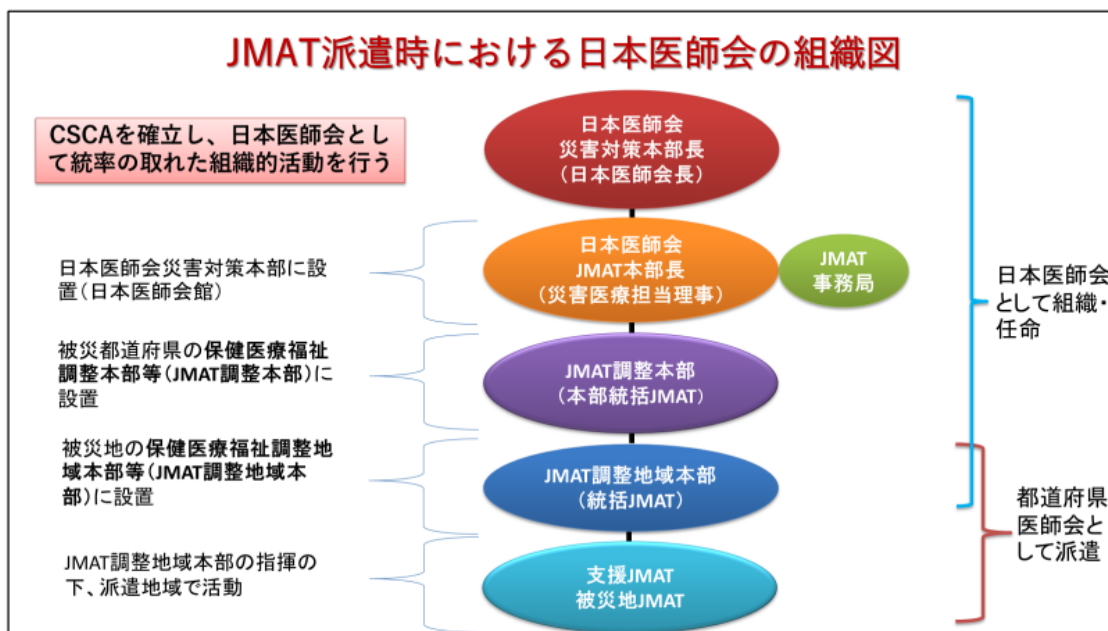 JMAT派遣時における日本医師会の組織図
CSCAを確立し、日本医師会とし
て統率の取れた組織的活動を行う
日本医師会
災害対策本部長
（日本医師会長）
日本医師会災害対策本部に設
置（日本医師会館）
日本医師会
JMAT本部長
（災害医療担当理事）
JMAT
事務局
日本医師会
として組織・
任命
被災都道府県の保健医療福祉
調整本部等（JMAT調整本部）に
設置
JMAT調整本部
（本部統括JMAT）
被災地の保健医療福祉調整地
域本部等（JMAT調整地域本
部）に設置
JMAT調整地域本部
（統括JMAT）
都道府県
医師会と
して派遣
JMAT調整地域本部の指揮の
下、派遣地域で活動
支援JMAT
被災地JMAT